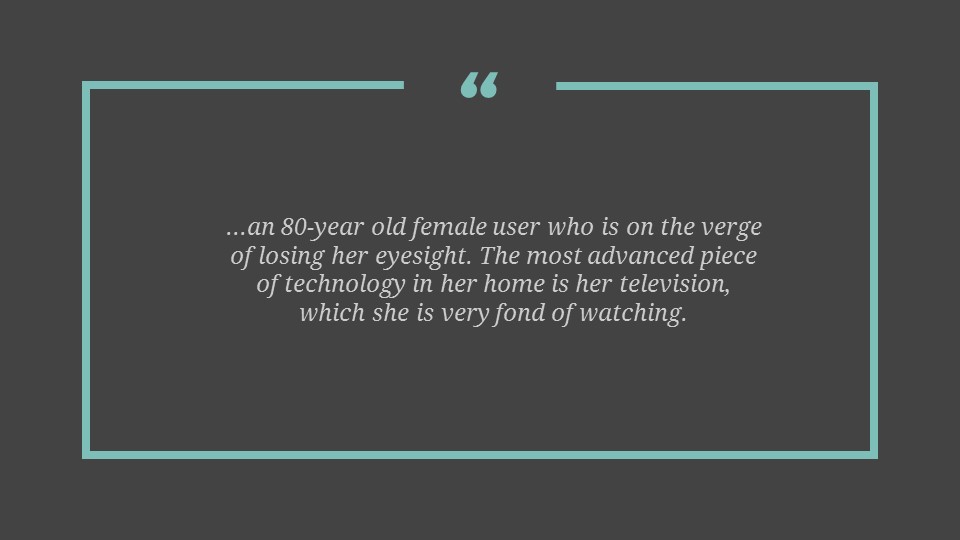 “
…an 80-year old female user who is on the verge
of losing her eyesight. The most advanced piece
of technology in her home is her television,
which she is very fond of watching.